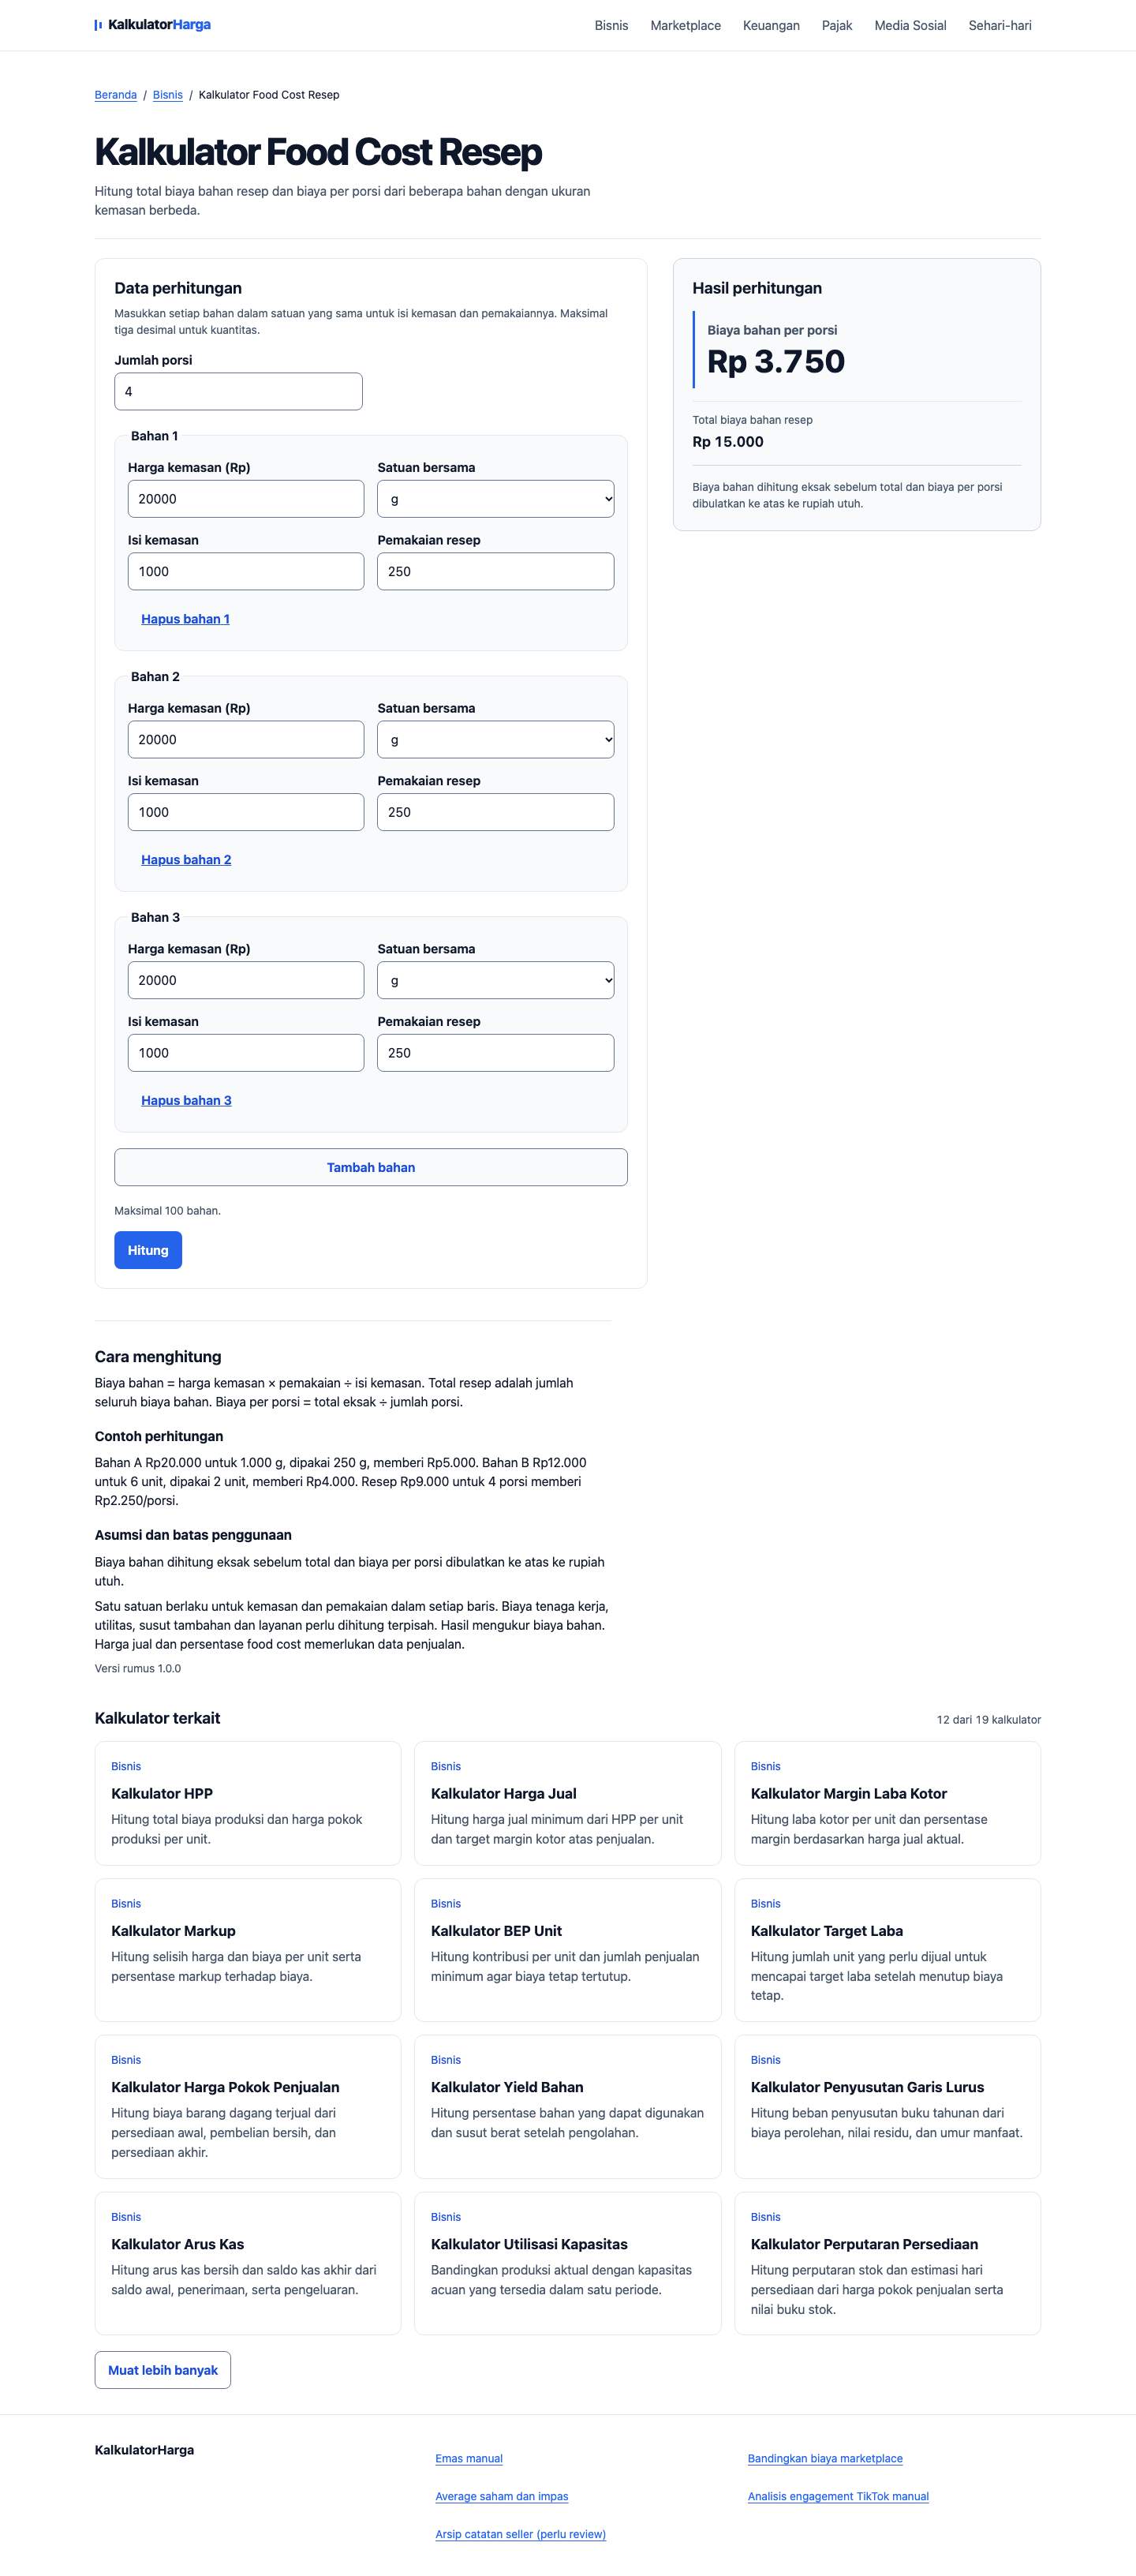 KalkulatorHarga
Bisnis
Marketplace
Keuangan
Pajak
Media Sosial
Sehari-hari
Beranda / Bisnis / Kalkulator Food Cost Resep
Kalkulator Food Cost Resep
Hitung total biaya bahan resep dan biaya per porsi dari beberapa bahan dengan ukuran
kemasan berbeda.
Data perhitungan
Masukkan setiap bahan dalam satuan yang sama untuk isi kemasan dan pemakaiannya. Maksimal
tiga desimal untuk kuantitas.
Jumlah porsi
4
Bahan 1
Harga kemasan (Rp)
Satuan bersama
20000
g
Isi kemasan
Pemakaian resep
1000
250
Hapus bahan 1
Bahan 2
Harga kemasan (Rp)
Satuan bersama
20000
g
Isi kemasan
Pemakaian resep
1000
250
Hapus bahan 2
Bahan 3
Harga kemasan (Rp)
Satuan bersama
20000
g
Isi kemasan
Pemakaian resep
1000
250
Hapus bahan 3
Tambah bahan
Maksimal 100 bahan.
Hitung
Hasil perhitungan
Biaya bahan per porsi
Rp 3.750
Total biaya bahan resep
Rp 15.000
Biaya bahan dihitung eksak sebelum total dan biaya per porsi
dibulatkan ke atas ke rupiah utuh.
Cara menghitung
Biaya bahan = harga kemasan × pemakaian ÷ isi kemasan. Total resep adalah jumlah
seluruh biaya bahan. Biaya per porsi = total eksak ÷ jumlah porsi.
Contoh perhitungan
Bahan A Rp20.000 untuk 1.000 g, dipakai 250 g, memberi Rp5.000. Bahan B Rp12.000
untuk 6 unit, dipakai 2 unit, memberi Rp4.000. Resep Rp9.000 untuk 4 porsi memberi
Rp2.250/porsi.
Asumsi dan batas penggunaan
Biaya bahan dihitung eksak sebelum total dan biaya per porsi dibulatkan ke atas ke rupiah
utuh.
Satu satuan berlaku untuk kemasan dan pemakaian dalam setiap baris. Biaya tenaga kerja,
utilitas, susut tambahan dan layanan perlu dihitung terpisah. Hasil mengukur biaya bahan.
Harga jual dan persentase food cost memerlukan data penjualan.
Versi rumus 1.0.0
Kalkulator terkait
12 dari 19 kalkulator
Bisnis
Kalkulator HPP
Hitung total biaya produksi dan harga pokok
produksi per unit.
Bisnis
Kalkulator Harga Jual
Hitung harga jual minimum dari HPP per unit
dan target margin kotor atas penjualan.
Bisnis
Kalkulator Margin Laba Kotor
Hitung laba kotor per unit dan persentase
margin berdasarkan harga jual aktual.
Bisnis
Kalkulator Markup
Hitung selisih harga dan biaya per unit serta
persentase markup terhadap biaya.
Bisnis
Kalkulator BEP Unit
Hitung kontribusi per unit dan jumlah penjualan
minimum agar biaya tetap tertutup.
Bisnis
Kalkulator Target Laba
Hitung jumlah unit yang perlu dijual untuk
mencapai target laba setelah menutup biaya
tetap.
Bisnis
Kalkulator Harga Pokok Penjualan
Hitung biaya barang dagang terjual dari
persediaan awal, pembelian bersih, dan
persediaan akhir.
Bisnis
Kalkulator Yield Bahan
Hitung persentase bahan yang dapat digunakan
dan susut berat setelah pengolahan.
Bisnis
Kalkulator Penyusutan Garis Lurus
Hitung beban penyusutan buku tahunan dari
biaya perolehan, nilai residu, dan umur manfaat.
Bisnis
Kalkulator Arus Kas
Hitung arus kas bersih dan saldo kas akhir dari
saldo awal, penerimaan, serta pengeluaran.
Bisnis
Kalkulator Utilisasi Kapasitas
Bandingkan produksi aktual dengan kapasitas
acuan yang tersedia dalam satu periode.
Bisnis
Kalkulator Perputaran Persediaan
Hitung perputaran stok dan estimasi hari
persediaan dari harga pokok penjualan serta
nilai buku stok.
Muat lebih banyak
KalkulatorHarga
Emas manual
Bandingkan biaya marketplace
Average saham dan impas
Analisis engagement TikTok manual
Arsip catatan seller (perlu review)